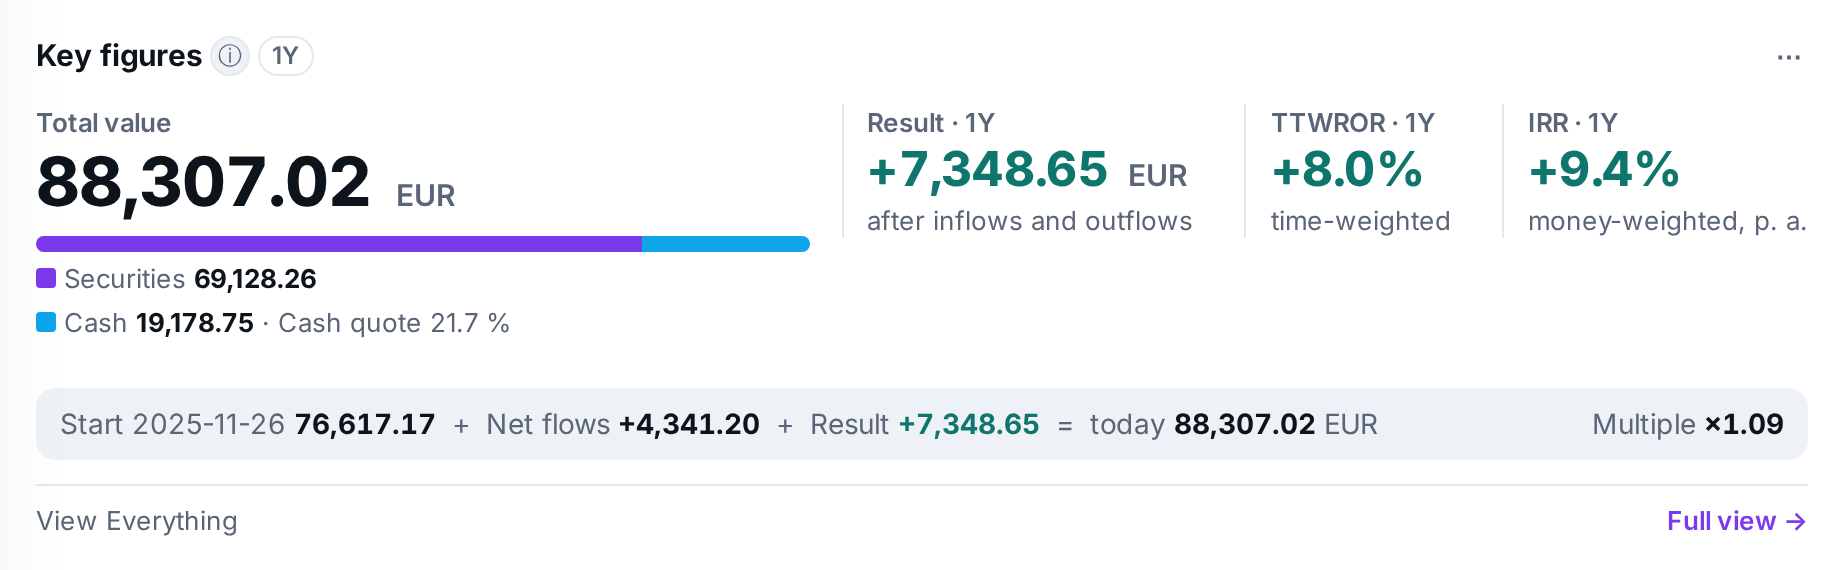 Key figures ⓘ 1Y ...
Total value
88,307.02 EUR
Securities 69,128.26
Cash 19,178.75 · Cash quote 21.7 %
Result · 1Y
+7,348.65 EUR
after inflows and outflows
TTWROR · 1Y
+8.0%
time-weighted
IRR · 1Y
+9.4%
money-weighted, p. a.
Start 2025-11-26 76,617.17 + Net flows +4,341.20 + Result +7,348.65 = today 88,307.02 EUR Multiple ×1.09
View Everything Full view →